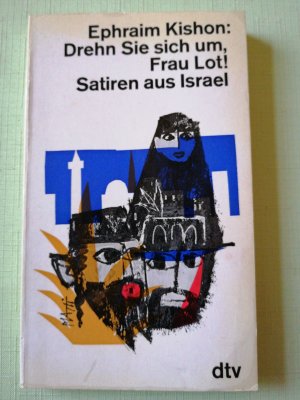 Ephraim Kishon:
Drehn Sie sich um,
Frau Lot!
Satiren aus Israel
dtv